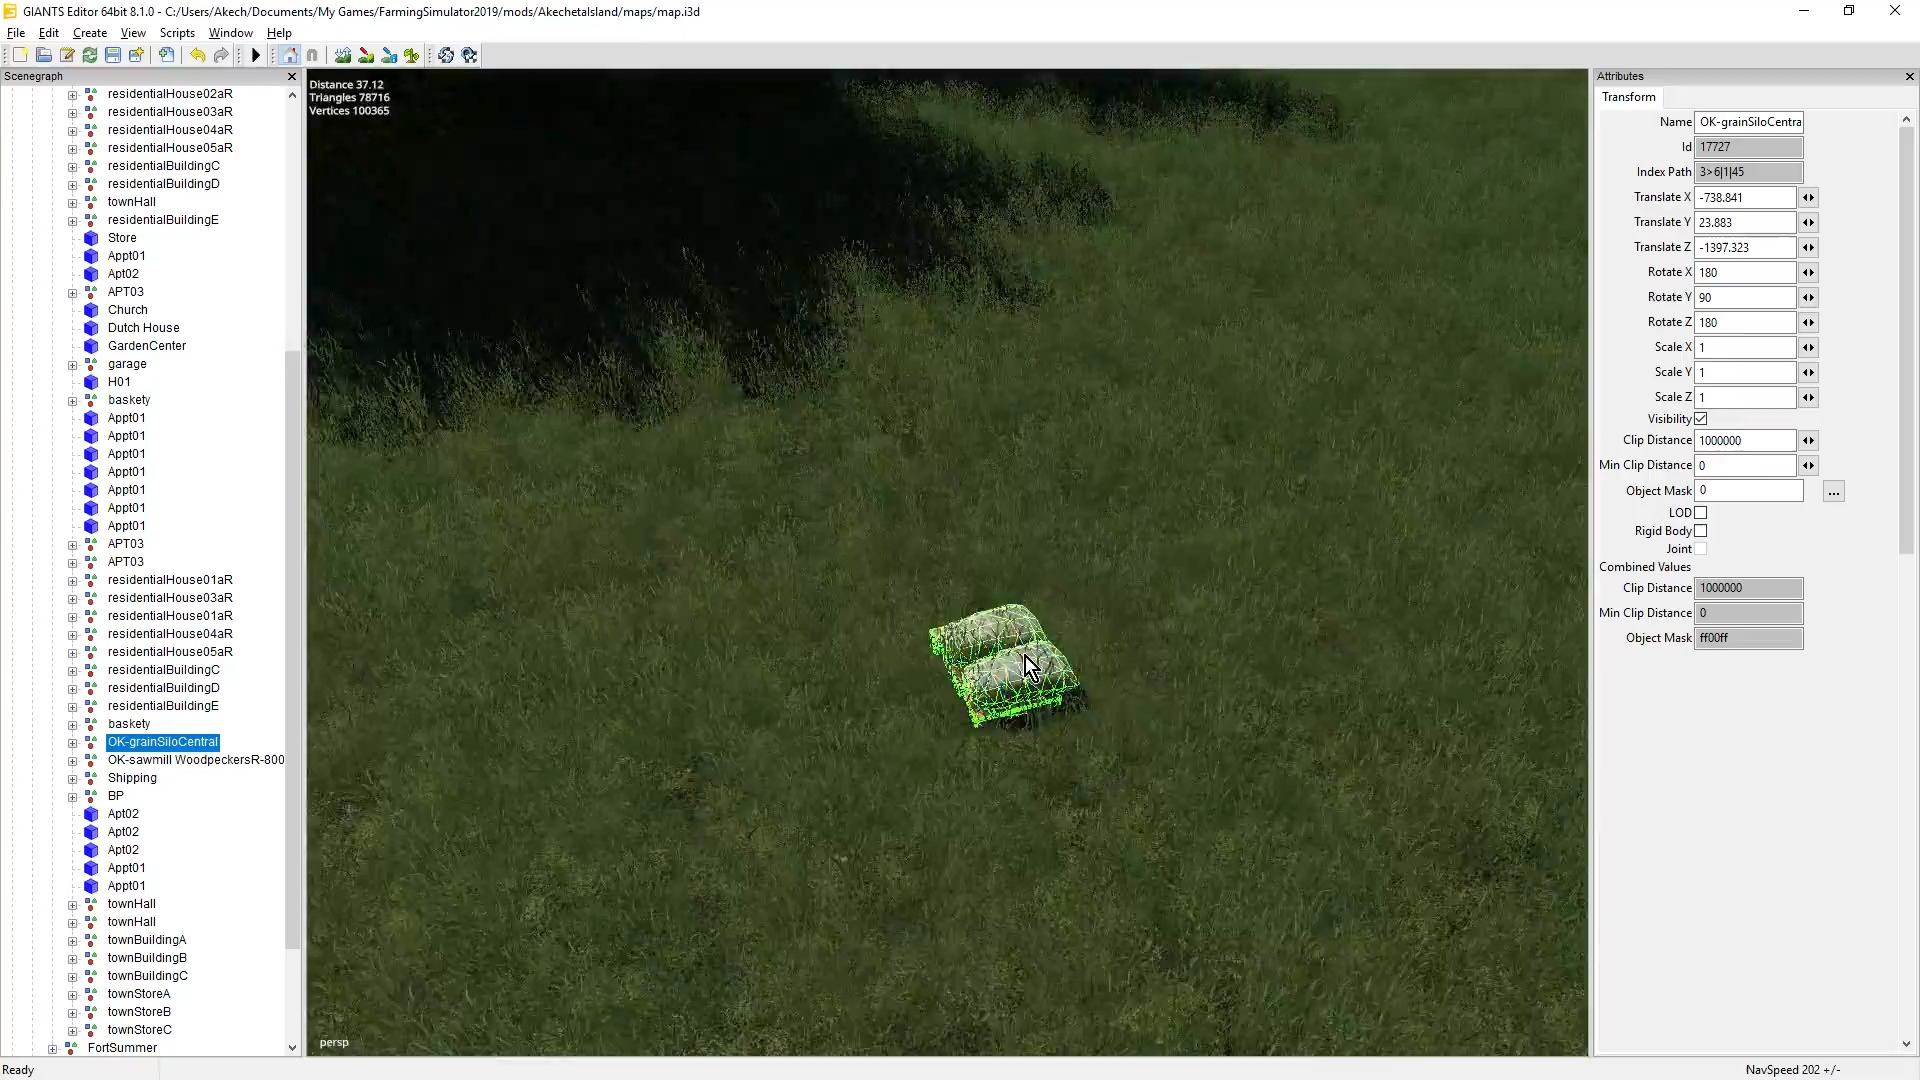 GIANTS Editor 64bit 8.1.0 - C:/Users/Akech/Documents/My Games/FarmingSimulator2019/mods/AkechetaIsland/maps/map.i3d
File Edit Create View Scripts Window Help
Scenegraph
residentialHouse02aR
residentialHouse03aR
residentialHouse04aR
residentialHouse05aR
residentialBuildingC
residentialBuildingD
townHall
residentialBuildingE
Store
Appt01
Apt02
APT03
Church
Dutch House
GardenCenter
garage
H01
baskety
Appt01
Appt01
Appt01
Appt01
Appt01
Appt01
Appt01
APT03
APT03
residentialHouse01aR
residentialHouse03aR
residentialHouse01aR
residentialHouse04aR
residentialHouse05aR
residentialBuildingC
residentialBuildingD
residentialBuildingE
baskety
OK-grainSiloCentral
OK-sawmill WoodpeckersR-800
Shipping
BP
Apt02
Apt02
Apt02
Appt01
Appt01
townHall
townHall
townBuildingA
townBuildingB
townBuildingC
townStoreA
townStoreB
townStoreC
FortSummer
Distance 37.12
Triangles 78716
Vertices 100365
persp
Attributes
Transform
Name OK-grainSiloCentra
Id 17727
Index Path 3>6|1|45
Translate X -738.841
Translate Y 23.883
Translate Z -1397.323
Rotate X 180
Rotate Y 90
Rotate Z 180
Scale X 1
Scale Y 1
Scale Z 1
Visibility
Clip Distance 1000000
Min Clip Distance 0
Object Mask 0 ...
LOD
Rigid Body
Joint
Combined Values
Clip Distance 1000000
Min Clip Distance 0
Object Mask ff00ff
Ready
NavSpeed 202 +/-